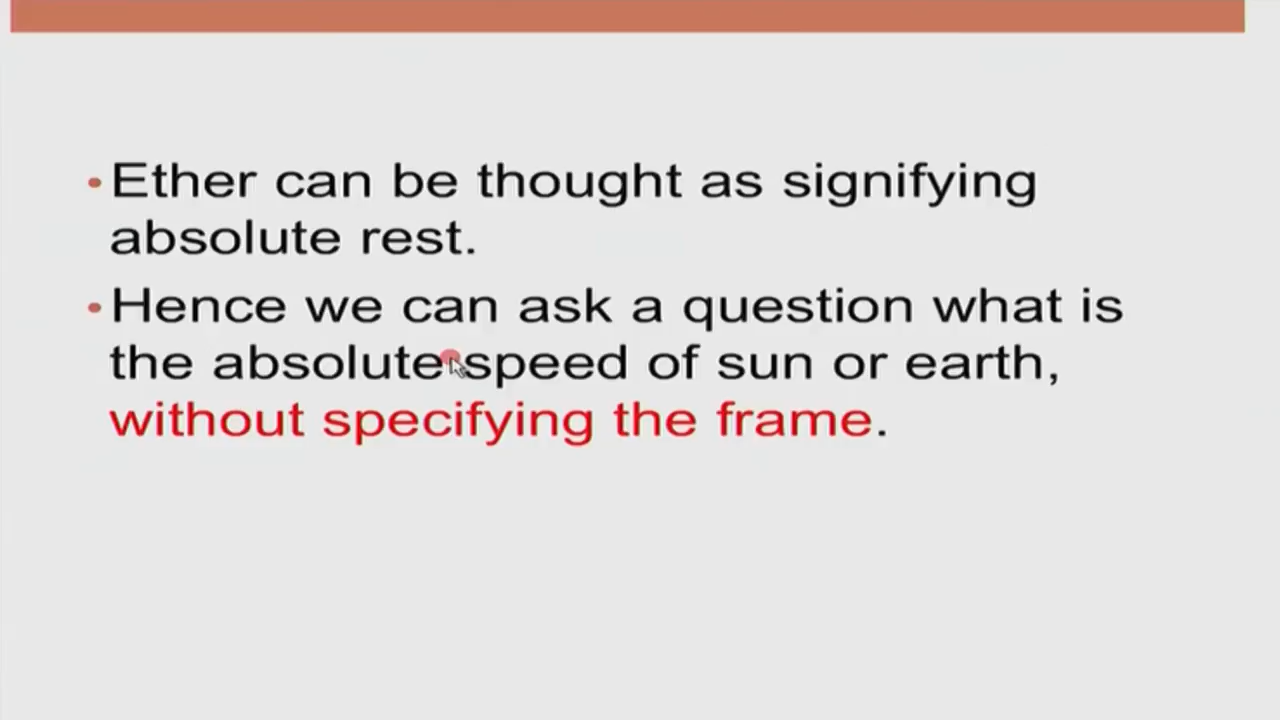 • Ether can be thought as signifying
absolute rest.
• Hence we can ask a question what is
the absolute speed of sun or earth,
without specifying the frame.